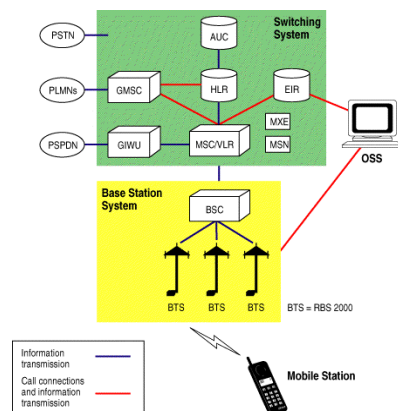 Switching
System
PSTN
AUC
PLMNs
GMSC
HLR
EIR
MXE
PSPDN
GIWU
MSC/VLR
MSN
OSS
Base Station
System
BSC
BTS
BTS
BTS
BTS = RBS 2000
Information
transmission
Call connections
and information
transmission
Mobile Station